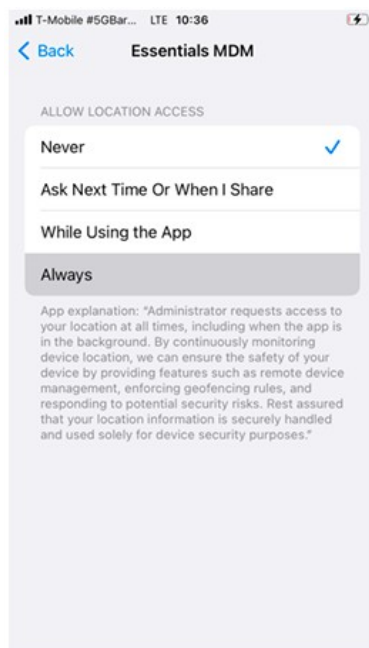 T-Mobile #5GBar... LTE 10:36
Back Essentials MDM
ALLOW LOCATION ACCESS
Never
Ask Next Time Or When I Share
While Using the App
Always
App explanation: “Administrator requests access to
your location at all times, including when the app is
in the background. By continuously monitoring
device location, we can ensure the safety of your
device by providing features such as remote device
management, enforcing geofencing rules, and
responding to potential security risks. Rest assured
that your location information is securely handled
and used solely for device security purposes.”